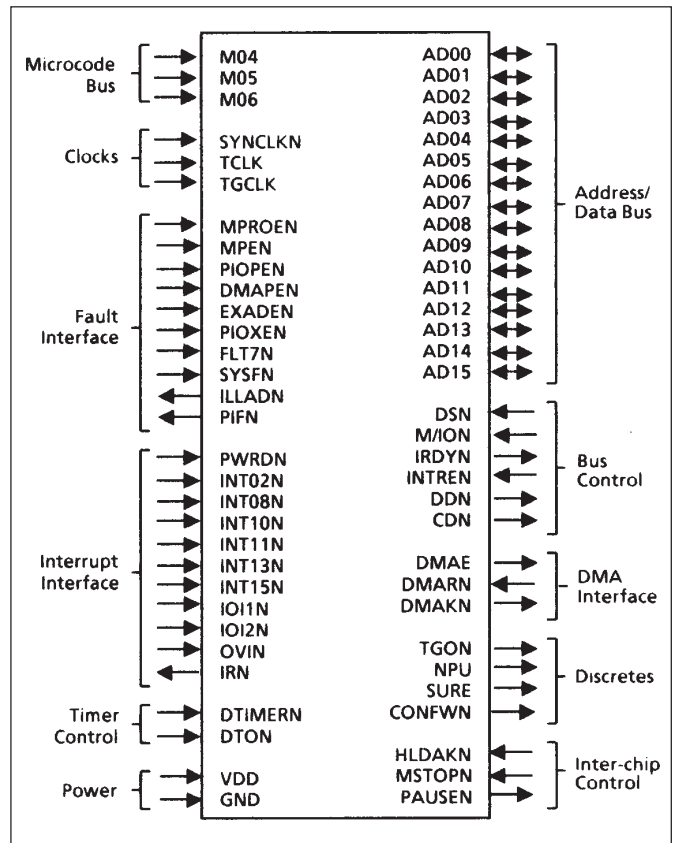 Microcode
Bus
M04
M05
M06
Clocks
SYNCLKN
TCLK
TGCLK
Fault
Interface
MPROEN
MPEN
PIOPEN
DMAPEN
EXADEN
PIOXEN
FLT7N
SYSFN
ILLADN
PIFN
Interrupt
Interface
PWRDN
INT02N
INT08N
INT10N
INT11N
INT13N
INT15N
IOI1N
IOI2N
OVIN
IRN
Timer
Control
DTIMERN
DTON
Power
VDD
GND
AD00
AD01
AD02
AD03
AD04
AD05
AD06
AD07
AD08
AD09
AD10
AD11
AD12
AD13
AD14
AD15
Address/
Data Bus
DSN
M/ION
IRDYN
INTREN
DDN
CDN
Bus
Control
DMAE
DMARN
DMAKN
DMA
Interface
TGON
NPU
SURE
CONFWN
Discretes
HLDAKN
MSTOPN
PAUSEN
Inter-chip
Control